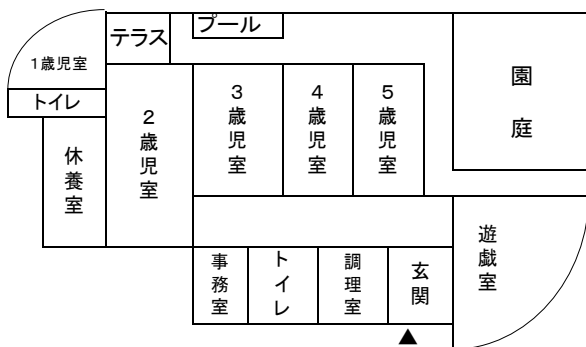 テラス
プール
1歳児室
トイレ
休養室
2歳児室
3歳児室
4歳児室
5歳児室
園庭
事務室
トイレ
調理室
玄関
遊戯室